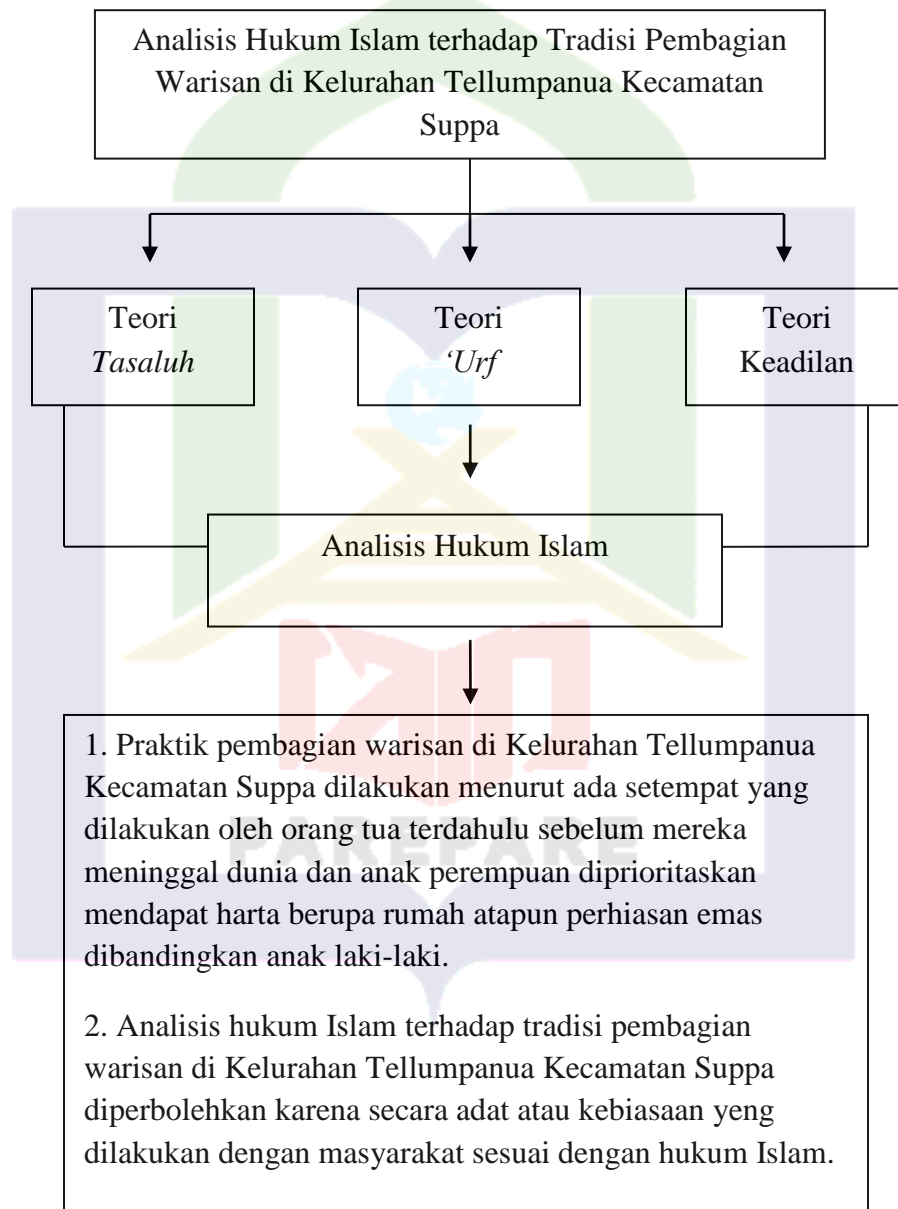 Analisis Hukum Islam terhadap Tradisi Pembagian
Warisan di Kelurahan Tellumpanua Kecamatan
Suppa
Teori
Tasaluh
Teori
‘Urf
Teori
Keadilan
Analisis Hukum Islam
1. Praktik pembagian warisan di Kelurahan Tellumpanua
Kecamatan Suppa dilakukan menurut ada setempat yang
dilakukan oleh orang tua terdahulu sebelum mereka
meninggal dunia dan anak perempuan diprioritaskan
mendapat harta berupa rumah atapun perhiasan emas
dibandingkan anak laki-laki.
2. Analisis hukum Islam terhadap tradisi pembagian
warisan di Kelurahan Tellumpanua Kecamatan Suppa
diperbolehkan karena secara adat atau kebiasaan yeng
dilakukan dengan masyarakat sesuai dengan hukum Islam.
PAREPARE